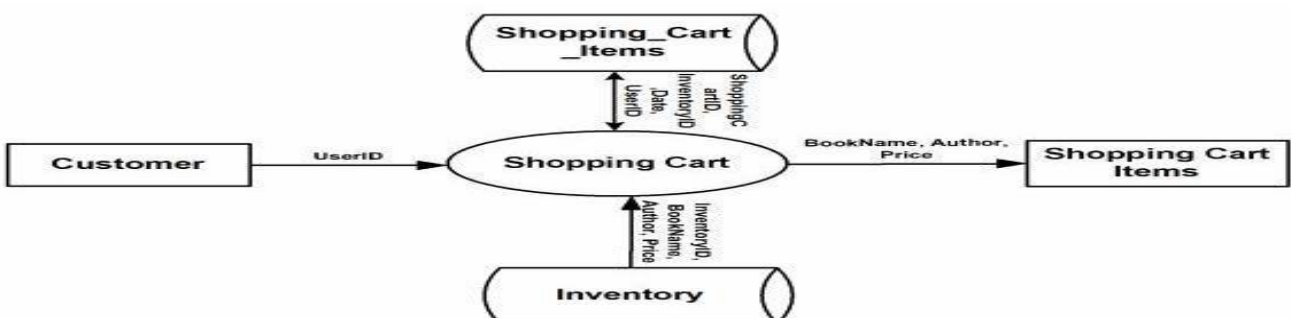 Shopping_Cart
_Items
ShoppingC
artID,
InventoryID
,Date,
UserID
Customer
UserID
Shopping Cart
BookName, Author,
Price
Shopping Cart
Items
InventoryID,
BookName,
Author, Price
Inventory